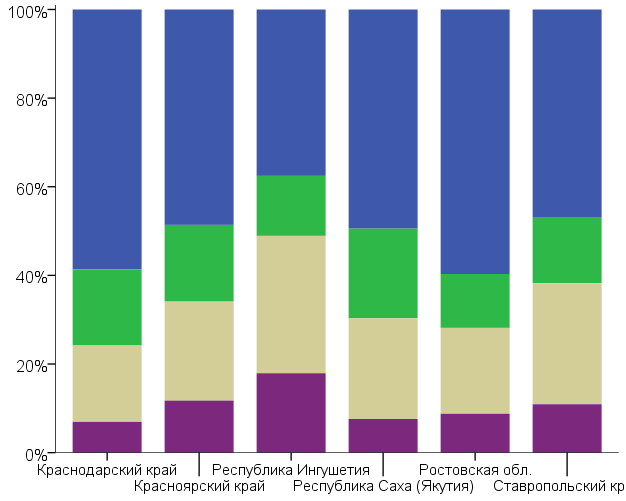 100%
80%
60%
40%
20%
0%
Краснодарский край
Красноярский край
Республика Ингушетия
Республика Саха (Якутия)
Ростовская обл.
Ставропольский кр